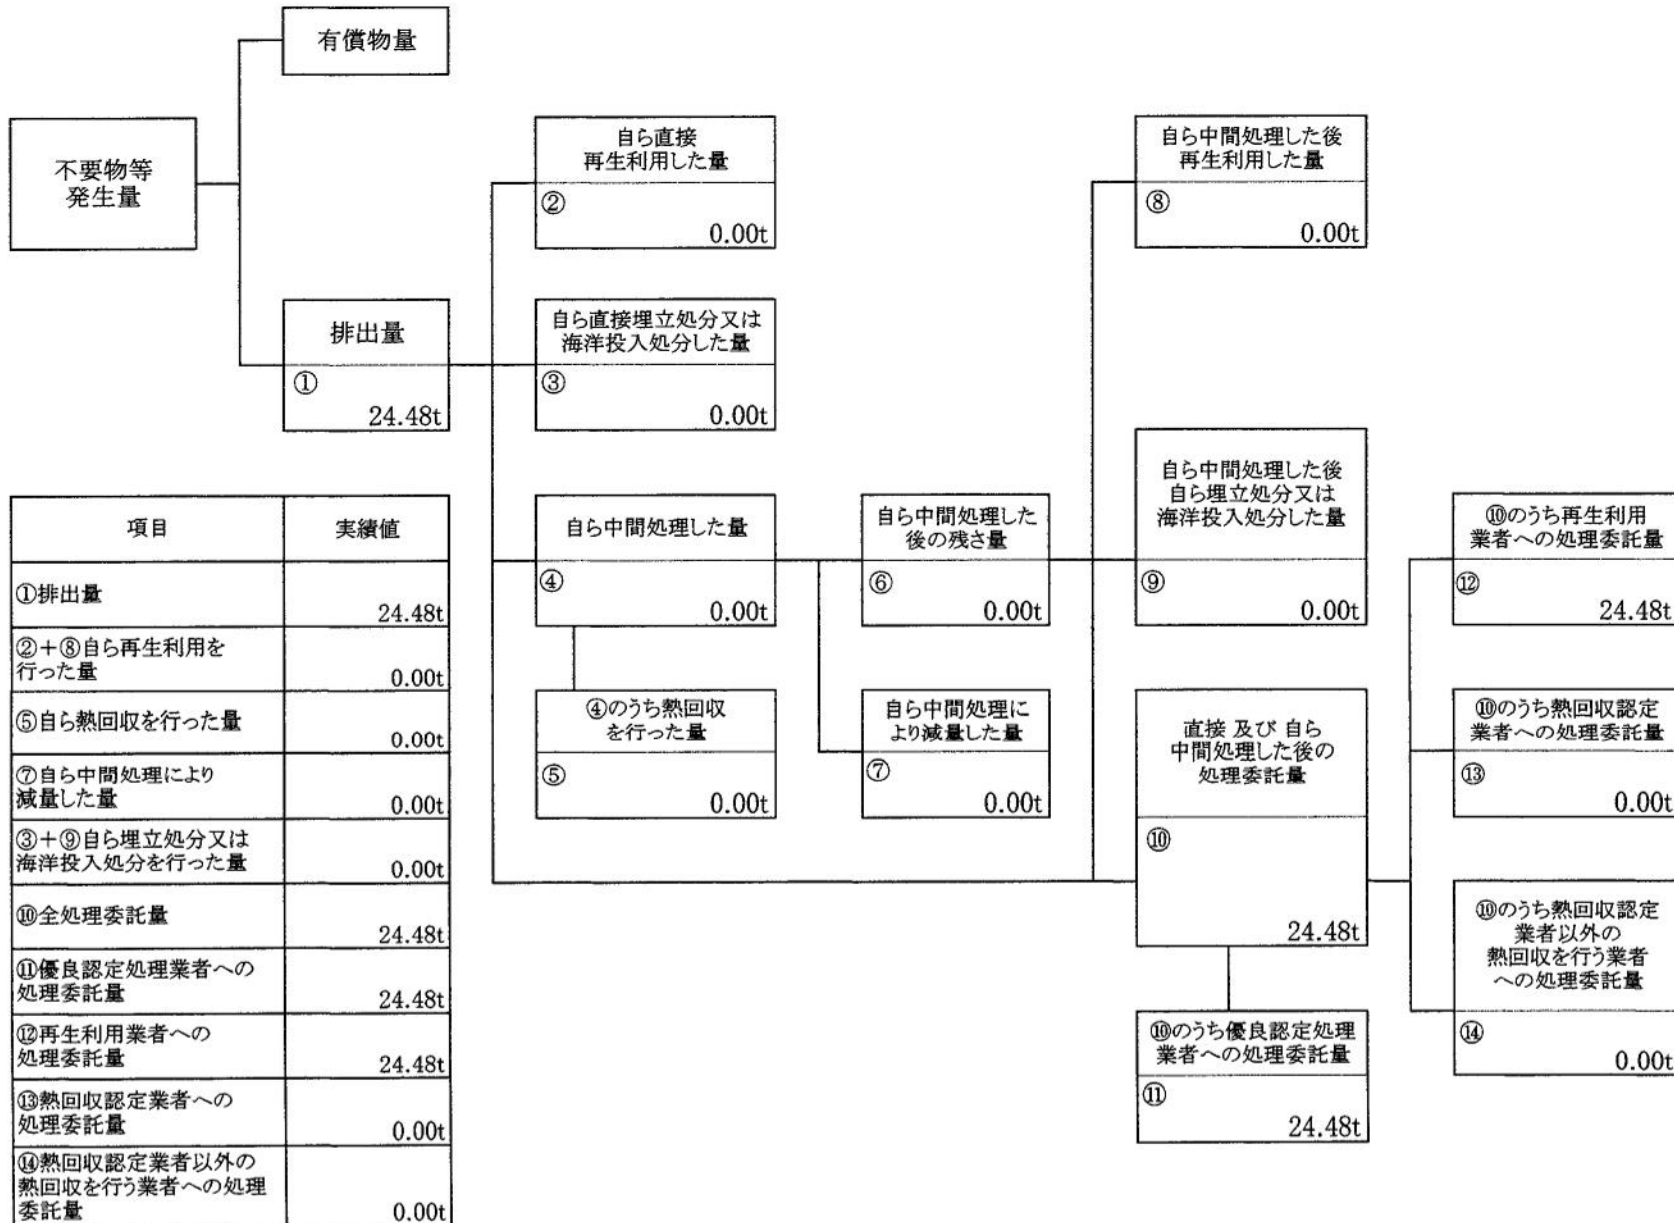 有償物量
不要物等
発生量
排出量
①
24.48t
自ら直接
再生利用した量
②
0.00t
自ら直接埋立処分又は
海洋投入処分した量
③
0.00t
自ら中間処理した量
④
0.00t
④のうち熱回収
を行った量
⑤
0.00t
自ら中間処理した
後の残さ量
⑥
0.00t
自ら中間処理に
より減量した量
⑦
0.00t
自ら中間処理した後
再生利用した量
⑧
0.00t
自ら中間処理した後
自ら埋立処分又は
海洋投入処分した量
⑨
0.00t
直接 及び 自ら
中間処理した後の
処理委託量
⑩
24.48t
⑩のうち優良認定処理
業者への処理委託量
⑪
24.48t
⑩のうち再生利用
業者への処理委託量
⑫
24.48t
⑩のうち熱回収認定
業者への処理委託量
⑬
0.00t
⑩のうち熱回収認定
業者以外の
熱回収を行う業者
への処理委託量
⑭
0.00t
項目 実績値
①排出量
24.48t
②+⑧自ら再生利用を
行った量
0.00t
⑤自ら熱回収を行った量
0.00t
⑦自ら中間処理により
減量した量
0.00t
③+⑨自ら埋立処分又は
海洋投入処分を行った量
0.00t
⑩全処理委託量
24.48t
⑪優良認定処理業者への
処理委託量
24.48t
⑫再生利用業者への
処理委託量
24.48t
⑬熱回収認定業者への
処理委託量
0.00t
⑭熱回収認定業者以外の
熱回収を行う業者への処理
委託量
0.00t